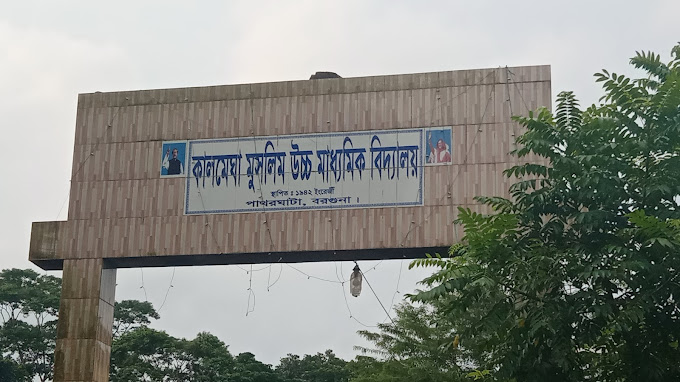 কালমেঘা মুসলিম উচ্চ মাধ্যমিক বিদ্যালয়
স্থাপিত : ১৯৪২ ইংরেজী
পাথরঘাটা, বরগুনা ।